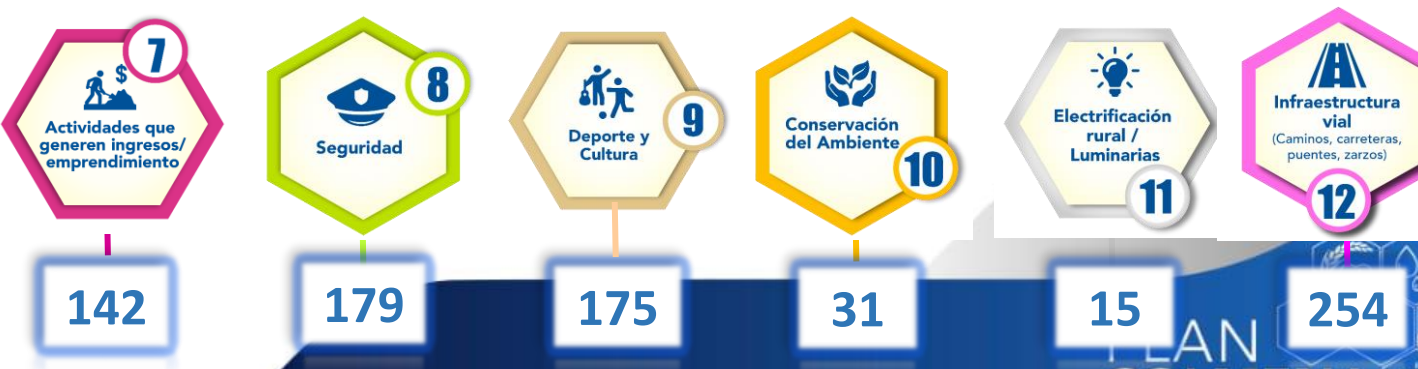 7
$
Actividades que
generen ingresos/
emprendimiento
142
8
Seguridad
179
9
Deporte y
Cultura
175
Conservación
del Ambiente
10
31
Electrificación
rural /
Luminarias
11
15
Infraestructura
vial
(Caminos, carreteras,
puentes, zarzos)
12
254
PLAN